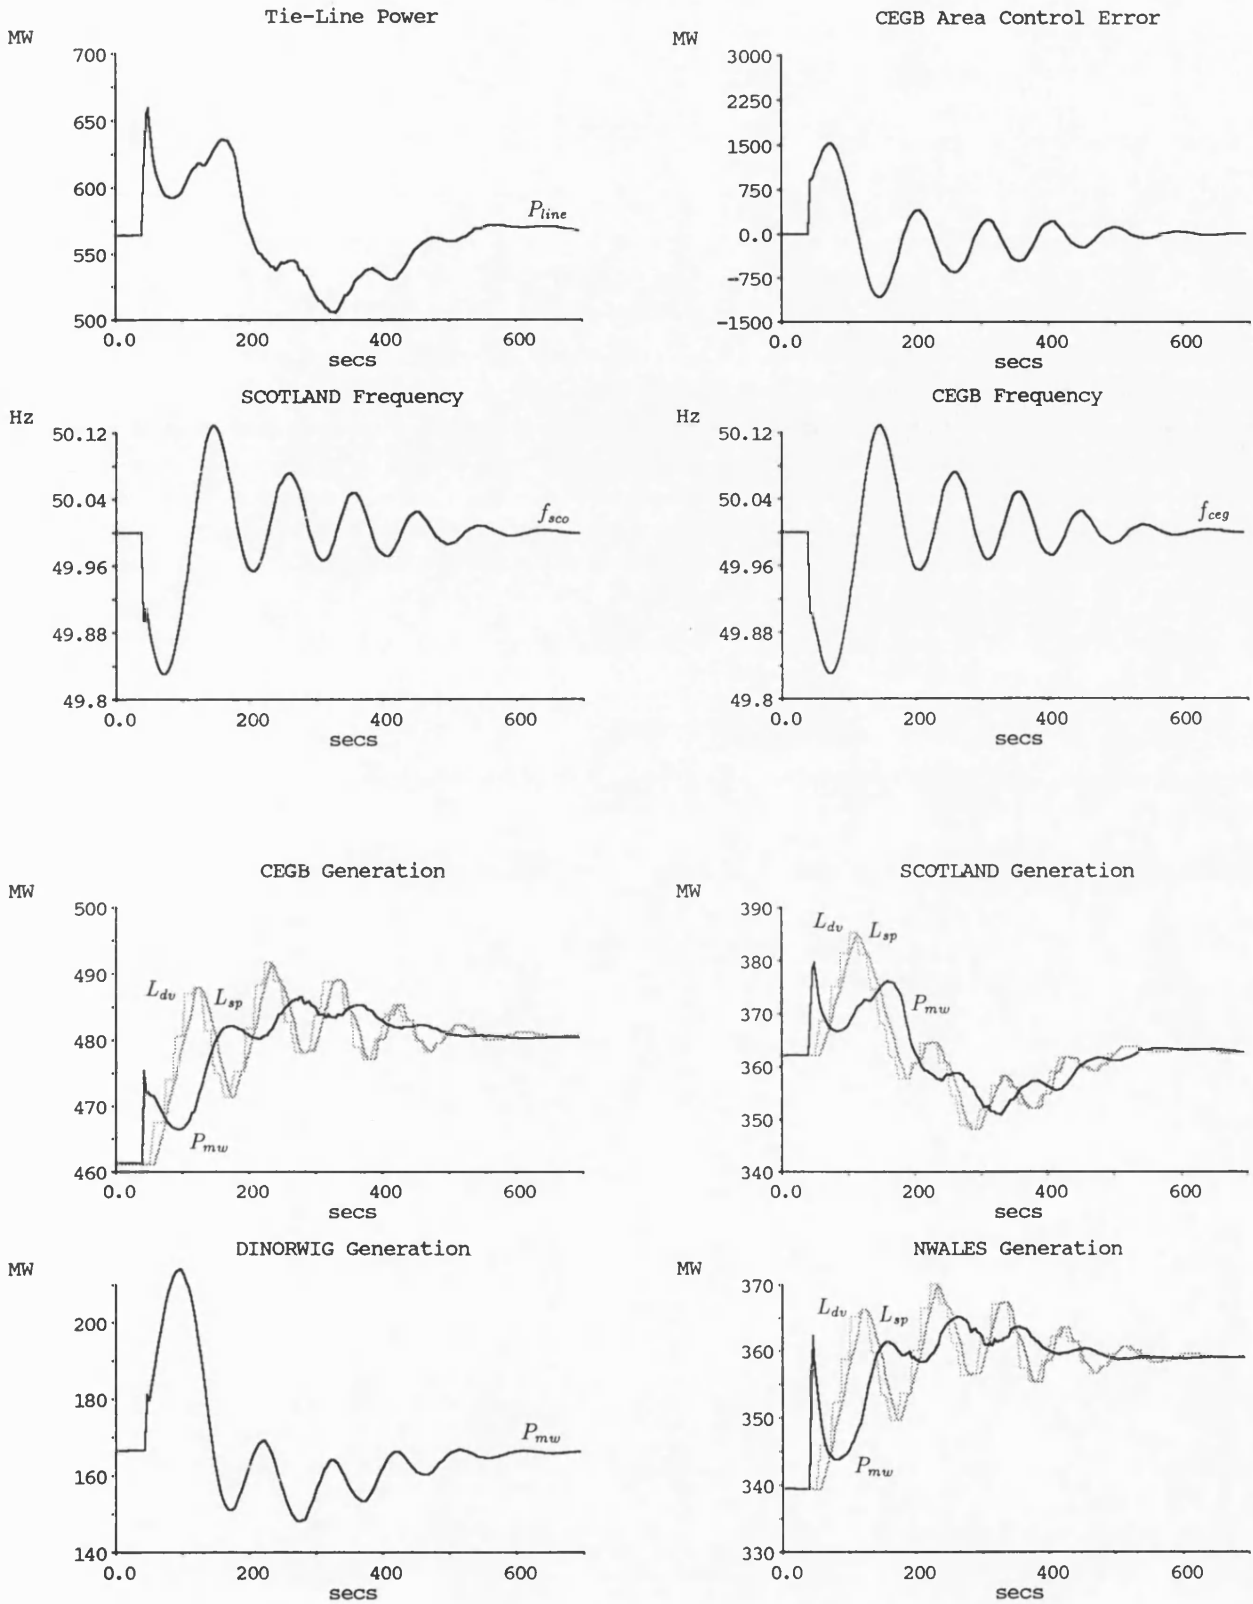 Tie-Line Power
MW
700
650
600
550
500
P_line
0.0 200 400 600
secs
CEGB Area Control Error
MW
3000
2250
1500
750
0.0
-750
-1500
0.0 200 400 600
secs
SCOTLAND Frequency
Hz
50.12
50.04
49.96
49.88
49.8
f_sco
0.0 200 400 600
secs
CEGB Frequency
Hz
50.12
50.04
49.96
49.88
49.8
f_ceg
0.0 200 400 600
secs
CEGB Generation
MW
500
490
480
470
460
L_dv L_sp
P_mw
0.0 200 400 600
secs
SCOTLAND Generation
MW
390
380
370
360
350
340
L_dv L_sp
P_mw
0.0 200 400 600
secs
DINORWIG Generation
MW
200
180
160
140
P_mw
0.0 200 400 600
secs
NWALES Generation
MW
370
360
350
340
330
L_dv L_sp
P_mw
0.0 200 400 600
secs